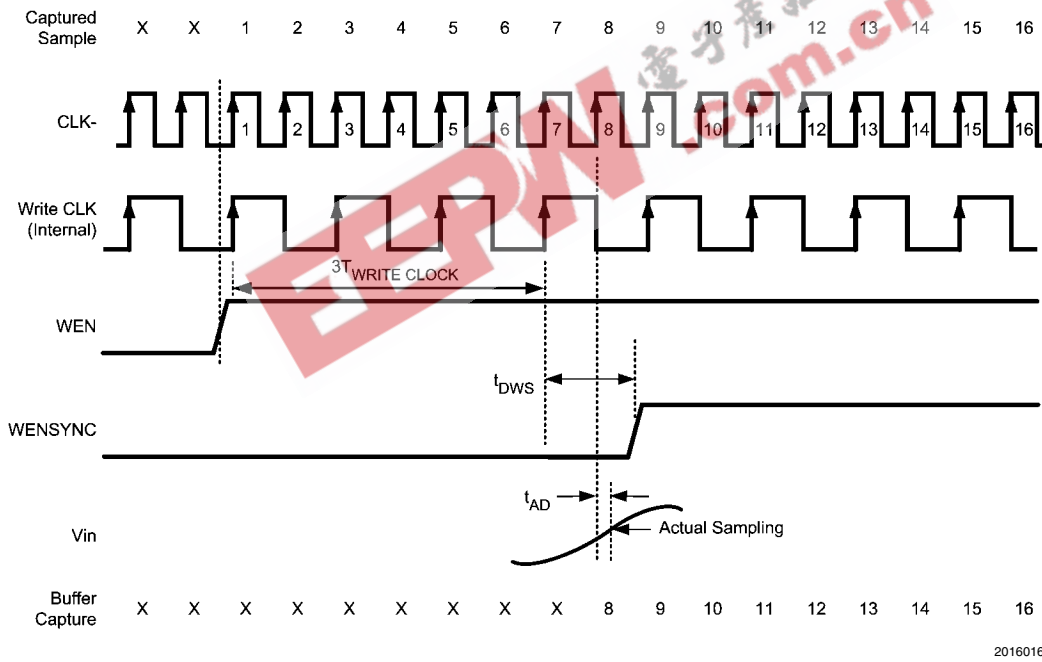 Captured
Sample
X X 1 2 3 4 5 6 7 8 9 10 11 12 13 14 15 16
CLK-
1 2 3 4 5 6 7 8 9 10 11 12 13 14 15 16
Write CLK
(Internal)
3TWRITE CLOCK
WEN
tDWS
WENSYNC
tAD
Actual Sampling
Vin
Buffer
Capture
X X X X X X X X X 8 9 10 11 12 13 14 15 16
2016016
EEPW
.com.cn